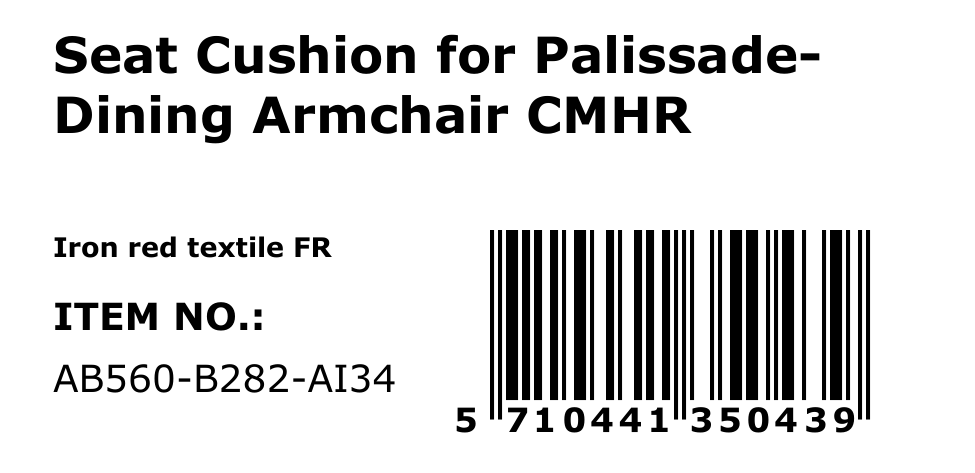 Seat Cushion for Palissade-
Dining Armchair CMHR
Iron red textile FR
ITEM NO.:
AB560-B282-AI34
5 710441 350439